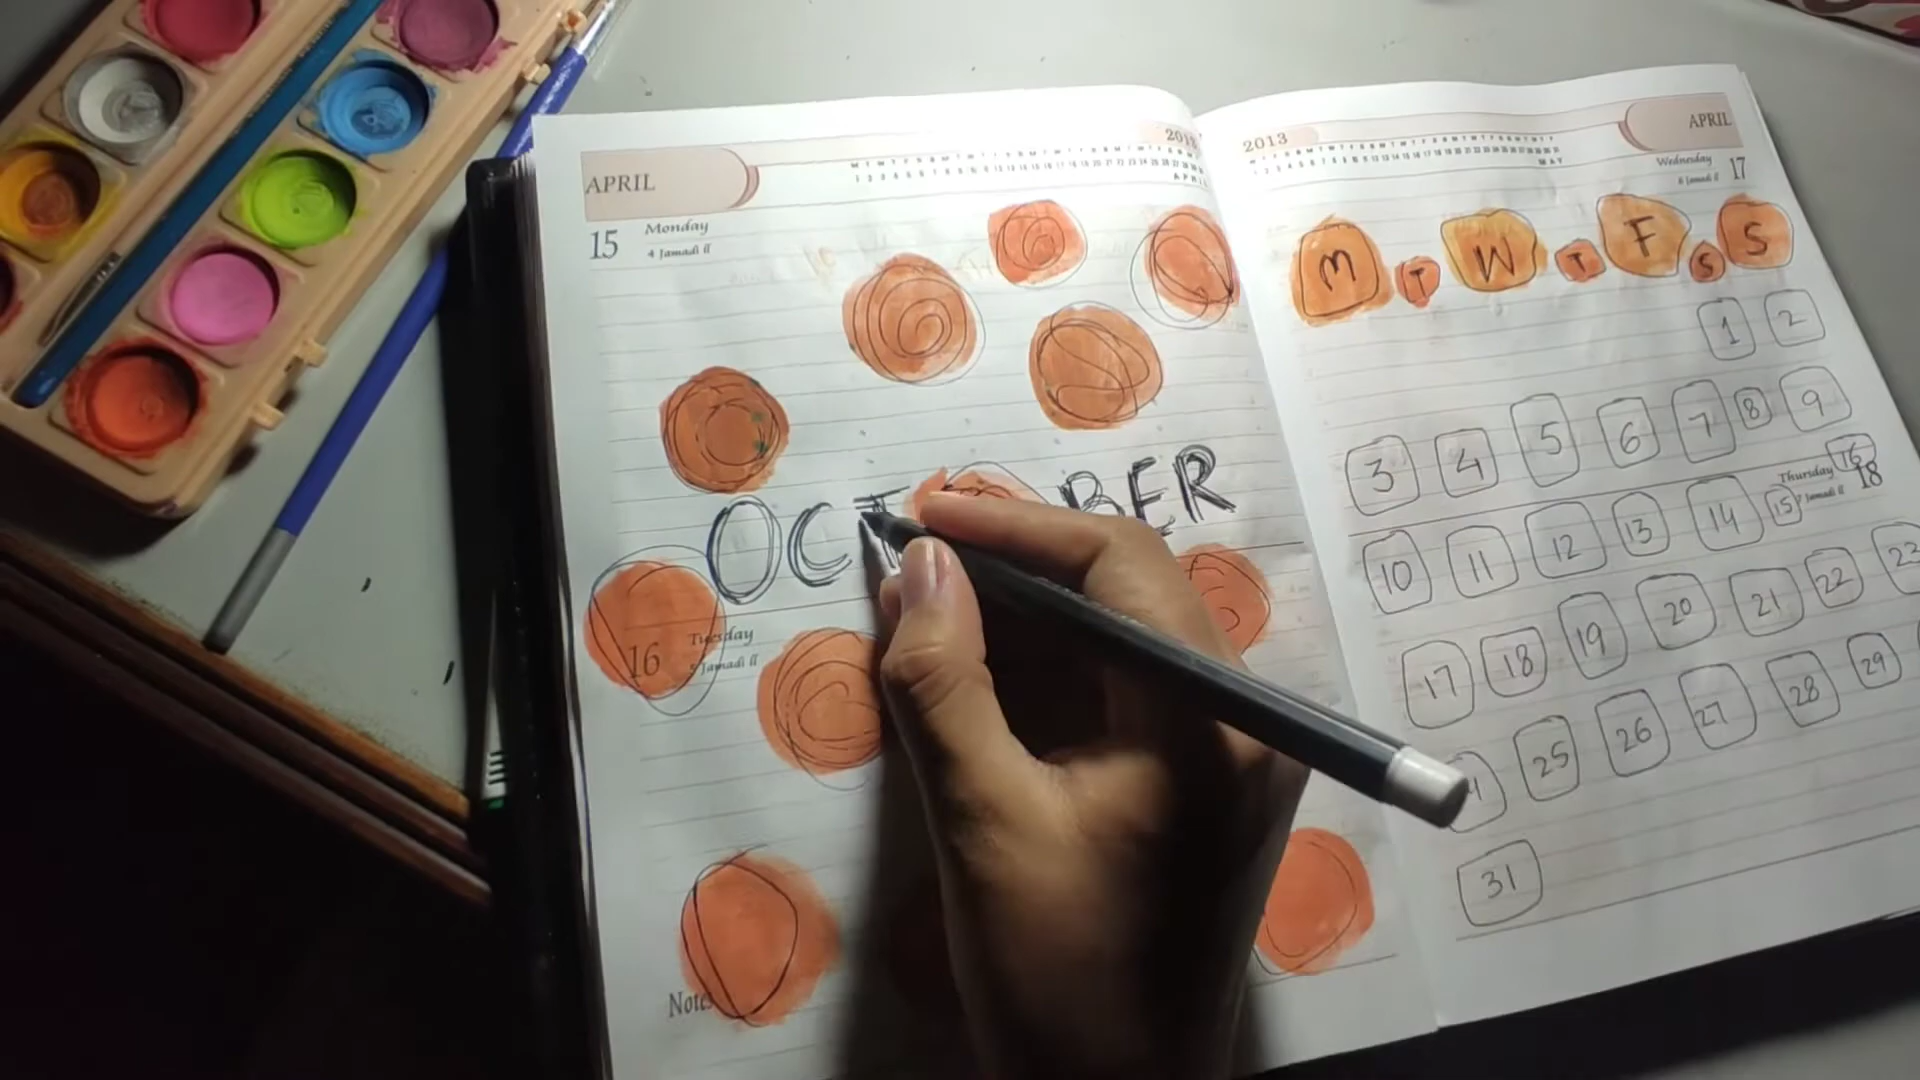 APRIL
15
Monday
4 Jamadi II
OCT BER
16
Tuesday
5 Jamadi II
Notes
2013
APRIL
Wednesday
6 Jamadi II
17
MAY
M T W T F S S
1 2
3 4 5 6 7 8 9
Thursday
7 Jamadi II
18
10 11 12 13 14 15 16
17 18 19 20 21 22 23
25 26 27 28 29
31